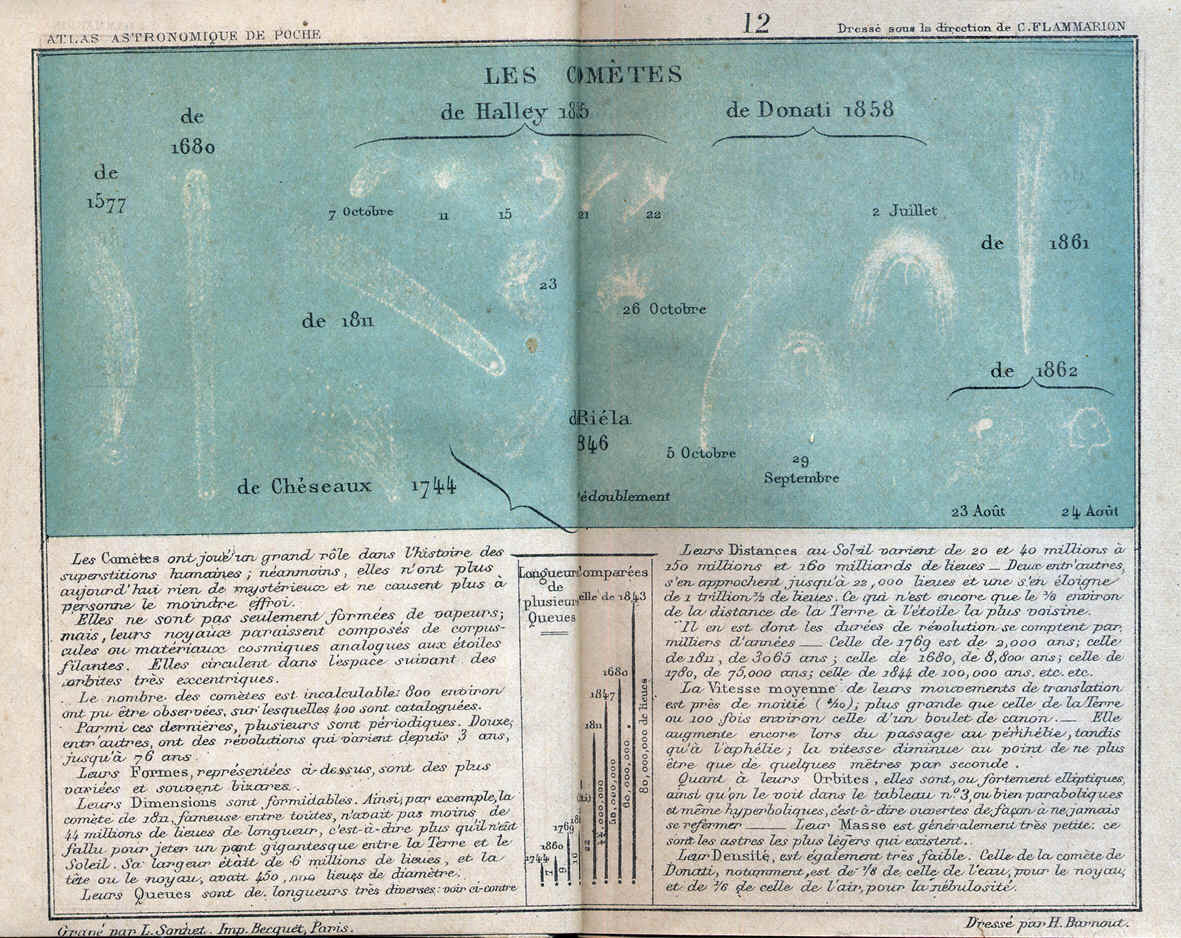 ATLAS ASTRONOMIQUE DE POCHE
12
Dressé sous la direction de C. FLAMMARION
LES COMÈTES
de Halley 1835
de Donati 1858
de
1680
de
1577
7 Octobre
11
15
21
22
2 Juillet
de 1861
23
26 Octobre
de 1811
de 1862
de Biéla
1846
5 Octobre
29
Septembre
de Chéseaux 1744
dédoublement
23 Août
24 Août
Les Comètes ont joué un grand rôle dans l'histoire des
superstitions humaines ; néanmoins, elles n'ont plus
aujourd'hui rien de mystérieux et ne causent plus à
personne le moindre effroi.
Elles ne sont pas seulement formées de vapeurs;
mais, leurs noyaux paraissent composés de corpus-
cules ou matériaux cosmiques analogues aux étoiles
filantes. Elles circulent dans l'espace suivant des
orbites très excentriques.
Le nombre des comètes est incalculable: 800 environ
ont pu être observées, sur lesquelles 400 sont cataloguées.
Parmi ces dernières, plusieurs sont périodiques. Douze,
entr'autres, ont des révolutions qui varient depuis 3 ans,
jusqu'à 76 ans.
Leurs Formes, représentées ci-dessus, sont des plus
variées et souvent bizares.
Leurs Dimensions sont formidables. Ainsi, par exemple, la
comète de 1811, fameuse entre toutes, n'avait pas moins de
44 millions de lieues de longueur, c'est-à-dire plus qu'il n'eût
fallu pour jeter un pont gigantesque entre la Terre et le
Soleil. Sa largeur était de 6 millions de lieues, et la
tête ou le noyau, avait 450,000 lieues de diamètre.
Leurs Queues sont de longueurs très diverses: voir ci-contre
Longueurs Comparées
de
plusieurs
Queues
celle de 1843
1680
1847
1811
1769
1860
1744
7
9
16
22
50.000.000
60,000,000
80,000,000 de lieues
Leurs Distances au Soleil varient de 20 et 40 millions à
150 millions et 160 milliards de lieues _ Deux entr'autres,
s'en approchent jusqu'à 22,000 lieues et une s'en éloigne
de 1 trillion ½ de lieues. Ce qui n'est encore que le ⅛ environ
de la distance de la Terre à l'étoile la plus voisine.
Il en est dont les durées de révolution se comptent par
milliers d'années __ Celle de 1769 est de 2,000 ans; celle
de 1811, de 3065 ans ; celle de 1680, de 8,800 ans; celle de
1780, de 75,000 ans; celle de 1844 de 100,000 ans. etc. etc.
La Vitesse moyenne de leurs mouvements de translation
est près de moitié (4/10); plus grande que celle de la Terre
ou 100 fois environ celle d'un boulet de canon. __ Elle
augmente encore lors du passage au périhélie, tandis
qu'à l'aphélie ; la vitesse diminue au point de ne plus
être que de quelques mètres par seconde .
Quant à leurs Orbites , elles sont, ou fortement elliptiques,
ainsi qu'on le voit dans le tableau nº3, ou bien paraboliques
et même hyperboliques, c'est-à-dire ouvertes de façon à ne jamais
se refermer ___ Leur Masse est généralement très petite: ce
sont les astres les plus légers qui existent.
Leur Densité, est également très faible. Celle de la comète de
Donati, notamment, est de ⅛ de celle de l'eau, pour le noyau,
et de de celle de l'air, pour la nébulosité.
Gravé par L. Sonnet. Imp. Becquet, Paris.
Dressé par H. Barnout.